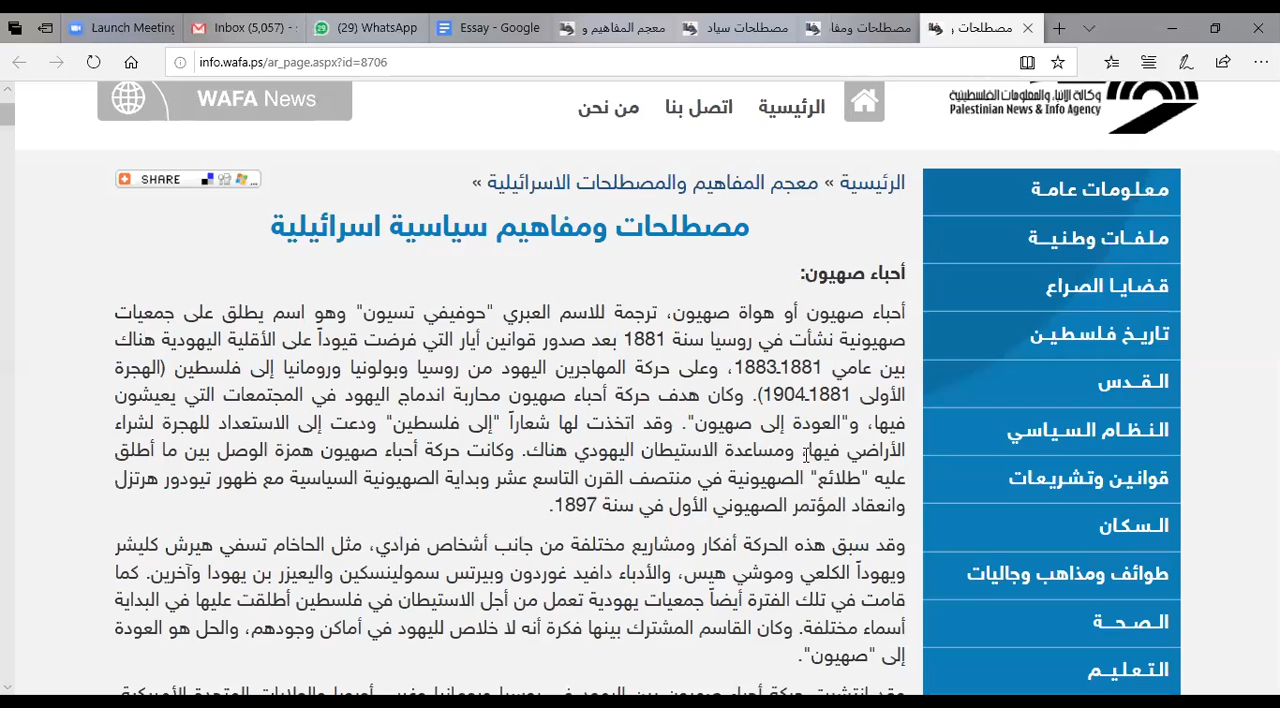 Launch Meeting
Inbox (5,057) -
(29) WhatsApp
Essay - Google
معجم المفاهيم و
مصطلحات سياد
مصطلحات ومفا
مصطلحات و
info.wafa.ps/ar_page.aspx?id=8706
WAFA News
الرئيسية
اتصل بنا
من نحن
وكالة الأنباء والمعلومات الفلسطينية
Palestinian News & Info Agency
SHARE
الرئيسية » معجم المفاهيم والمصطلحات الاسرائيلية »
مصطلحات ومفاهيم سياسية اسرائيلية
أحباء صهيون:
أحباء صهيون أو هواة صهيون، ترجمة للاسم العبري "حوفيفي تسيون" وهو اسم يطلق على جمعيات
صهيونية نشأت في روسيا سنة 1881 بعد صدور قوانين أيار التي فرضت قيوداً على الأقلية اليهودية هناك
بين عامي 1881ـ1883، وعلى حركة المهاجرين اليهود من روسيا وبولونيا ورومانيا إلى فلسطين (الهجرة
الأولى 1881ـ1904). وكان هدف حركة أحباء صهيون محاربة اندماج اليهود في المجتمعات التي يعيشون
فيها، و"العودة إلى صهيون". وقد اتخذت لها شعاراً "إلى فلسطين" ودعت إلى الاستعداد للهجرة لشراء
الأراضي فيها، ومساعدة الاستيطان اليهودي هناك. وكانت حركة أحباء صهيون همزة الوصل بين ما أطلق
عليه "طلائع" الصهيونية في منتصف القرن التاسع عشر وبداية الصهيونية السياسية مع ظهور تيودور هرتزل
وانعقاد المؤتمر الصهيوني الأول في سنة 1897.
وقد سبق هذه الحركة أفكار ومشاريع مختلفة من جانب أشخاص فرادي، مثل الحاخام تسفي هيرش كليشر
ويهوداً الكلعي وموشي هيس، والأدباء دافيد غوردون وبيرتس سمولينسكين واليعيزر بن يهودا وآخرين. كما
قامت في تلك الفترة أيضاً جمعيات يهودية تعمل من أجل الاستيطان في فلسطين أطلقت عليها في البداية
أسماء مختلفة. وكان القاسم المشترك بينها فكرة أنه لا خلاص لليهود في أماكن وجودهم، والحل هو العودة
إلى "صهيون".
معلومات عامة
ملفات وطنية
قضايا الصراع
تاريخ فلسطين
القدس
النظام السياسي
قوانين وتشريعات
السكان
طوائف ومذاهب وجاليات
الصحة
التعليم